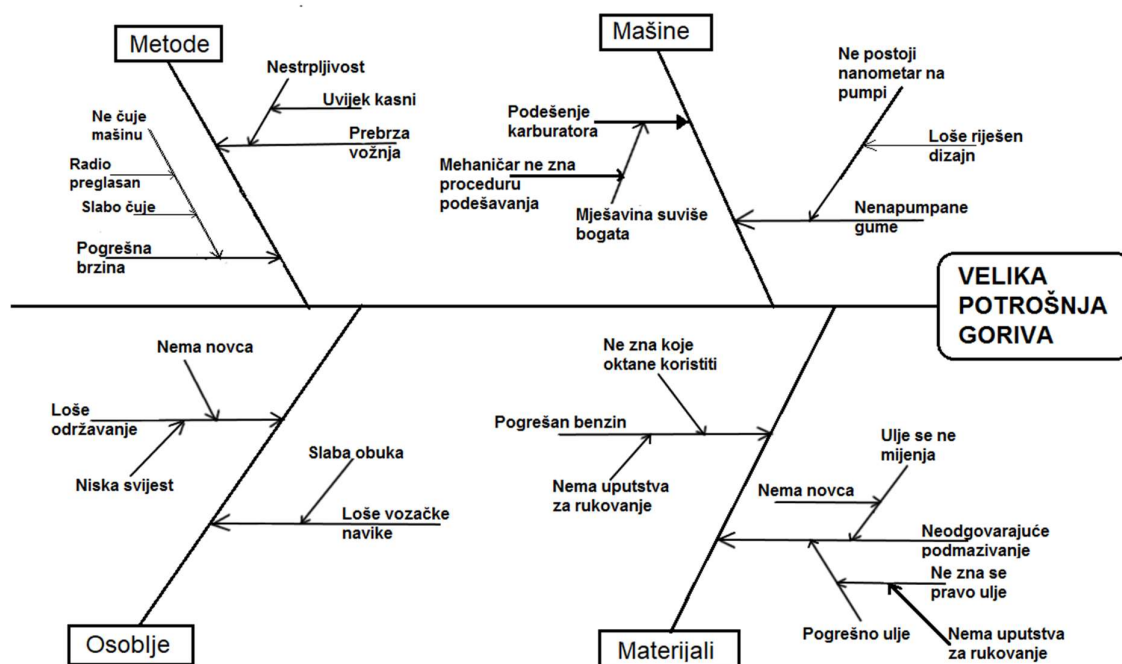 Metode
Nestrpljivost
Uvijek kasni
Prebrza
vožnja
Ne čuje
mašinu
Radio
preglasan
Slabo čuje
Pogrešna
brzina
Mašine
Podešenje
karburatora
Mehaničar ne zna
proceduru
podešavanja
Mješavina suviše
bogata
Ne postoji
nanometar na
pumpi
Loše riješen
dizajn
Nenapumpane
gume
VELIKA
POTROŠNJA
GORIVA
Nema novca
Loše
održavanje
Niska svijest
Slaba obuka
Loše vozačke
navike
Osoblje
Ne zna koje
oktane koristiti
Pogrešan benzin
Nema uputstva
za rukovanje
Ulje se ne
mijenja
Nema novca
Neodgovarajuće
podmazivanje
Ne zna se
pravo ulje
Pogrešno ulje
Nema uputstva
za rukovanje
Materijali